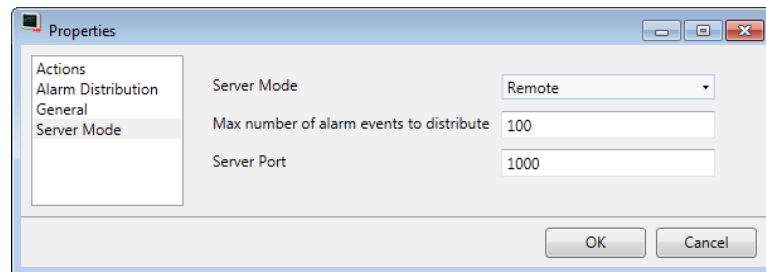 Properties
Actions
Alarm Distribution
General
Server Mode
Server Mode Remote
Max number of alarm events to distribute 100
Server Port 1000
OK Cancel